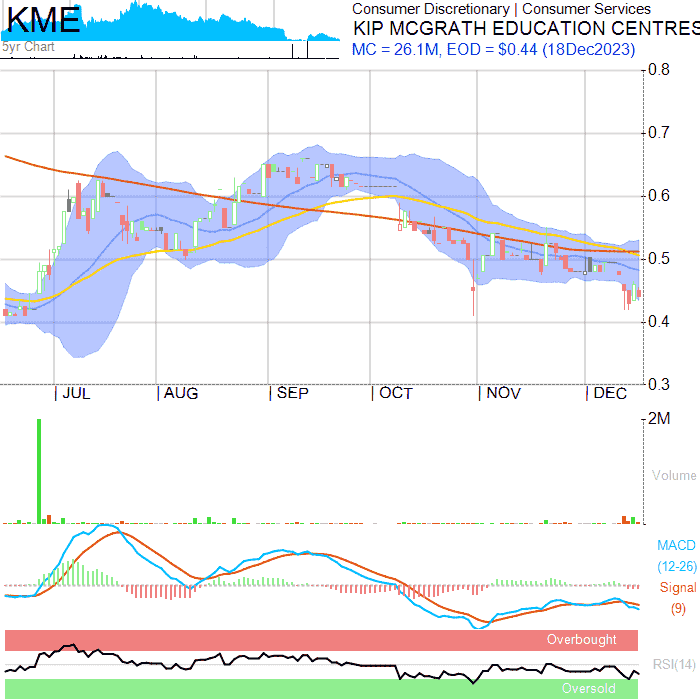 KME
5yr Chart
Consumer Discretionary | Consumer Services
KIP MCGRATH EDUCATION CENTRES
MC = 26.1M, EOD = $0.44 (18Dec2023)
0.8
0.7
0.6
0.5
0.4
0.3
JUL AUG SEP OCT NOV DEC
2M
Volume
MACD
(12-26)
Signal
(9)
Overbought
RSI(14)
Oversold